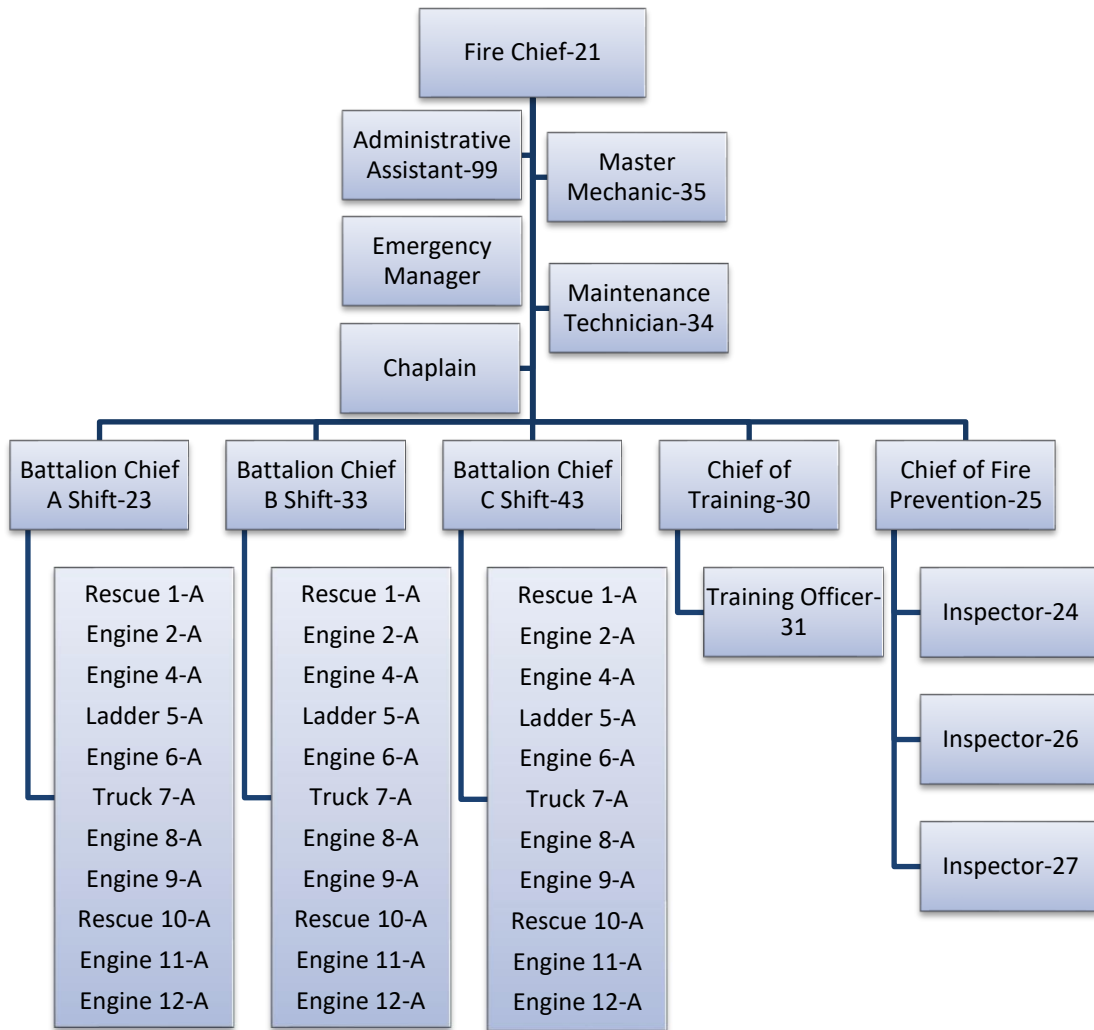 Fire Chief-21
Administrative
Assistant-99
Master
Mechanic-35
Emergency
Manager
Maintenance
Technician-34
Chaplain
Battalion Chief
A Shift-23
Battalion Chief
B Shift-33
Battalion Chief
C Shift-43
Chief of
Training-30
Chief of Fire
Prevention-25
Rescue 1-A
Engine 2-A
Engine 4-A
Ladder 5-A
Engine 6-A
Truck 7-A
Engine 8-A
Engine 9-A
Rescue 10-A
Engine 11-A
Engine 12-A
Rescue 1-A
Engine 2-A
Engine 4-A
Ladder 5-A
Engine 6-A
Truck 7-A
Engine 8-A
Engine 9-A
Rescue 10-A
Engine 11-A
Engine 12-A
Rescue 1-A
Engine 2-A
Engine 4-A
Ladder 5-A
Engine 6-A
Truck 7-A
Engine 8-A
Engine 9-A
Rescue 10-A
Engine 11-A
Engine 12-A
Training Officer-
31
Inspector-24
Inspector-26
Inspector-27